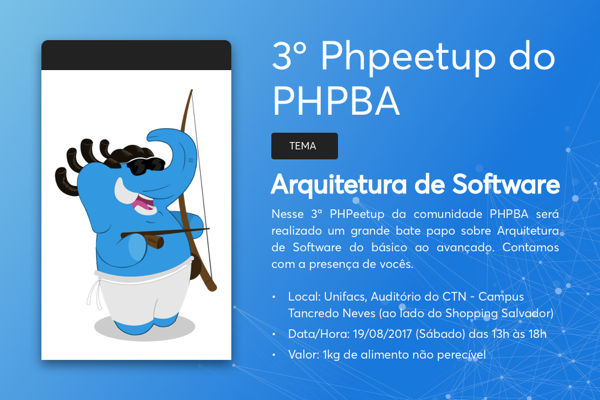 3º Phpeetup do
PHPBA
TEMA
Arquitetura de Software
Nesse 3º PHPeetup da comunidade PHPBA será
realizado um grande bate papo sobre Arquitetura
de Software do básico ao avançado. Contamos
com a presença de vocês.
• Local: Unifacs, Auditório do CTN - Campus
Tancredo Neves (ao lado do Shopping Salvador)
• Data/Hora: 19/08/2017 (Sábado) das 13h às 18h
• Valor: 1kg de alimento não perecível